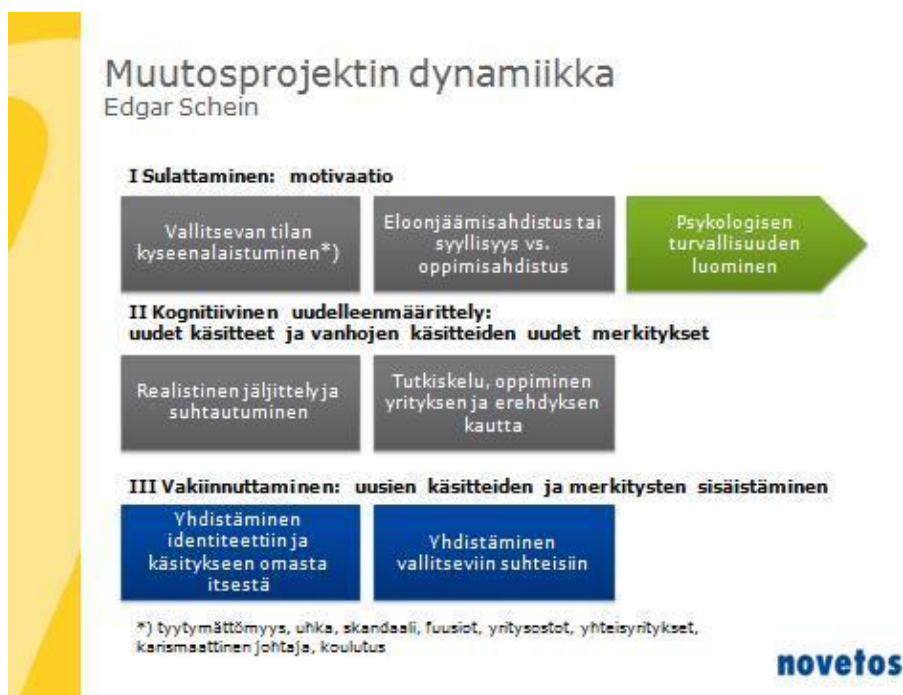 Muutosprojektin dynamiikka
Edgar Schein
I Sulattaminen: motivaatio
Vallitsevan tilan
kyseenalaistuminen*)
Eloonjäämisahdistus tai
syyllisyys vs.
oppimisahdistus
Psykologisen
turvallisuuden
luominen
II Kognitiivinen uudelleenmäärittely:
uudet käsitteet ja vanhojen käsitteiden uudet merkitykset
Realistinen jäljittely ja
suhtautuminen
Tutkiskelu, oppiminen
yrityksen ja erehdyksen
kautta
III Vakiinnuttaminen: uusien käsitteiden ja merkitysten sisäistäminen
Yhdistäminen
identiteettiin ja
käsitykseen omasta
itsestä
Yhdistäminen
vallitseviin suhteisiin
*) tyytymättömyys, uhka, skandaali, fuusiot, yritysostot, yhteisyritykset,
karismaattinen johtaja, koulutus
novetos